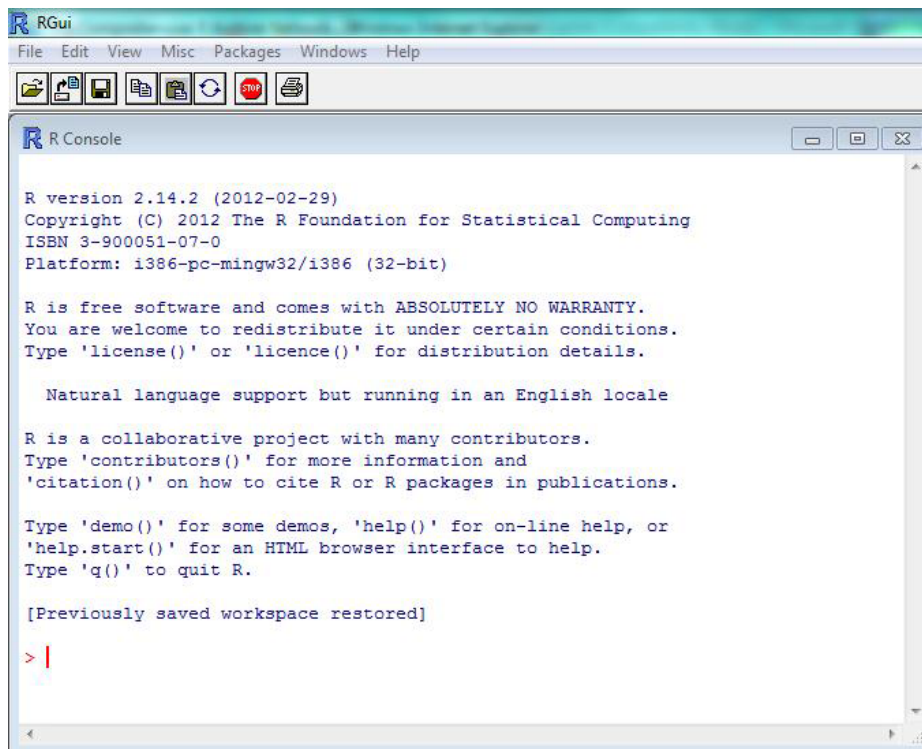 RGui
File Edit View Misc Packages Windows Help
STOP
R Console
R version 2.14.2 (2012-02-29)
Copyright (C) 2012 The R Foundation for Statistical Computing
ISBN 3-900051-07-0
Platform: i386-pc-mingw32/i386 (32-bit)
R is free software and comes with ABSOLUTELY NO WARRANTY.
You are welcome to redistribute it under certain conditions.
Type 'license()' or 'licence()' for distribution details.
Natural language support but running in an English locale
R is a collaborative project with many contributors.
Type 'contributors()' for more information and
'citation()' on how to cite R or R packages in publications.
Type 'demo()' for some demos, 'help()' for on-line help, or
'help.start()' for an HTML browser interface to help.
Type 'q()' to quit R.
[Previously saved workspace restored]
>